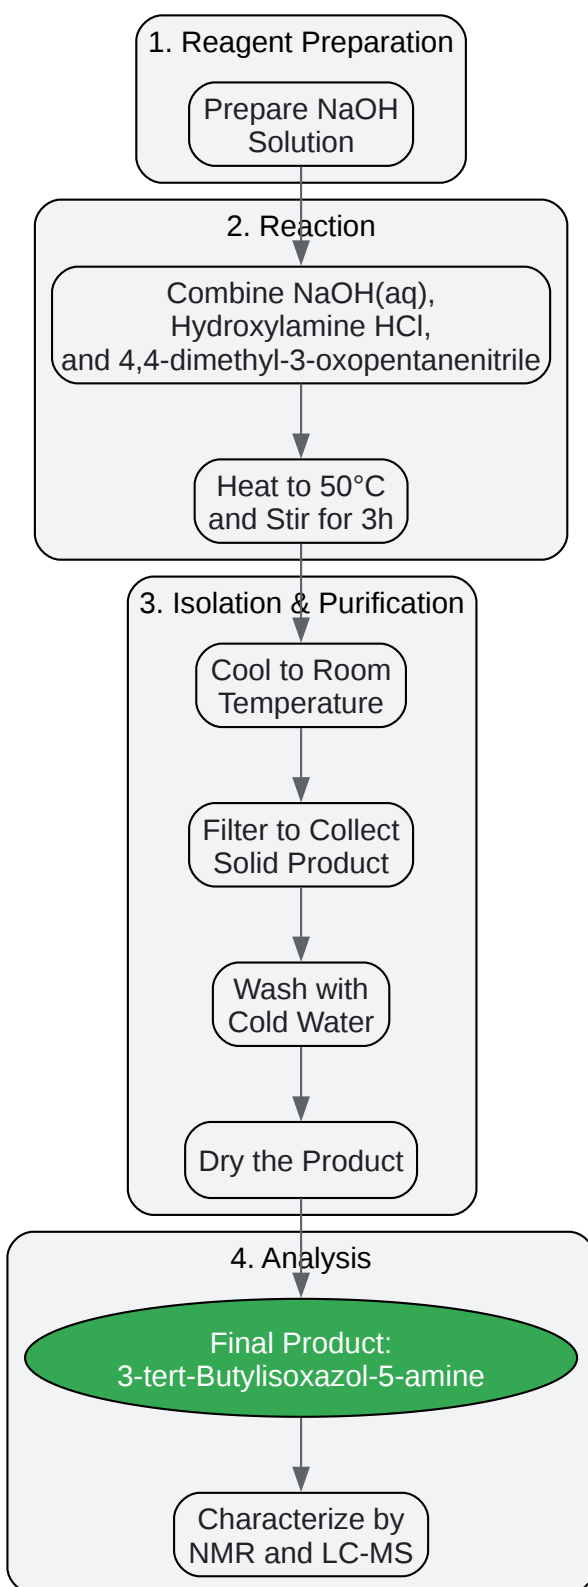 1. Reagent Preparation
Prepare NaOH
Solution
2. Reaction
Combine NaOH(aq),
Hydroxylamine HCl,
and 4,4-dimethyl-3-oxopentanenitrile
Heat to 50°C
and Stir for 3h
3. Isolation & Purification
Cool to Room
Temperature
Filter to Collect
Solid Product
Wash with
Cold Water
Dry the Product
4. Analysis
Final Product:
3-tert-Butylisoxazol-5-amine
Characterize by
NMR and LC-MS